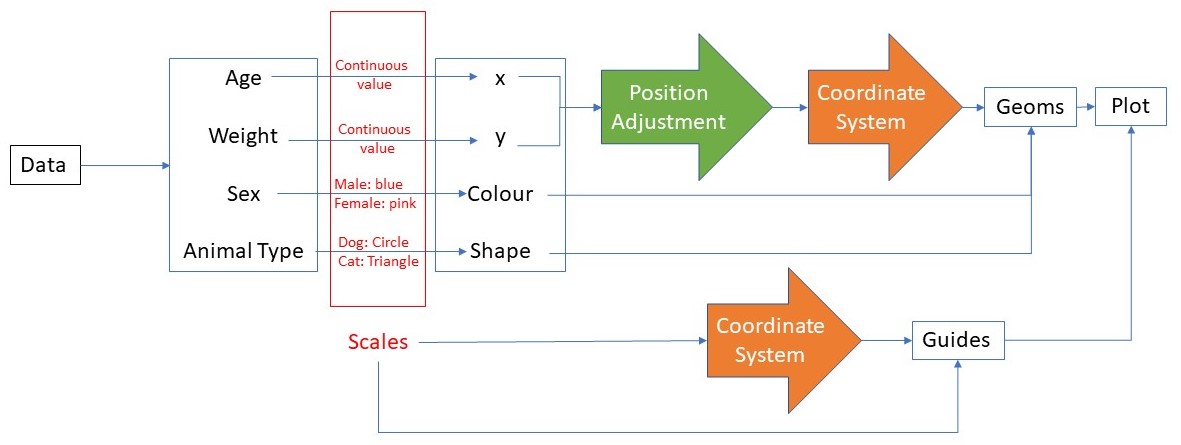 Data
Age
Weight
Sex
Animal Type
Continuous
value
Continuous
value
Male: blue
Female: pink
Dog: Circle
Cat: Triangle
x
y
Colour
Shape
Position
Adjustment
Coordinate
System
Geoms
Plot
Scales
Coordinate
System
Guides